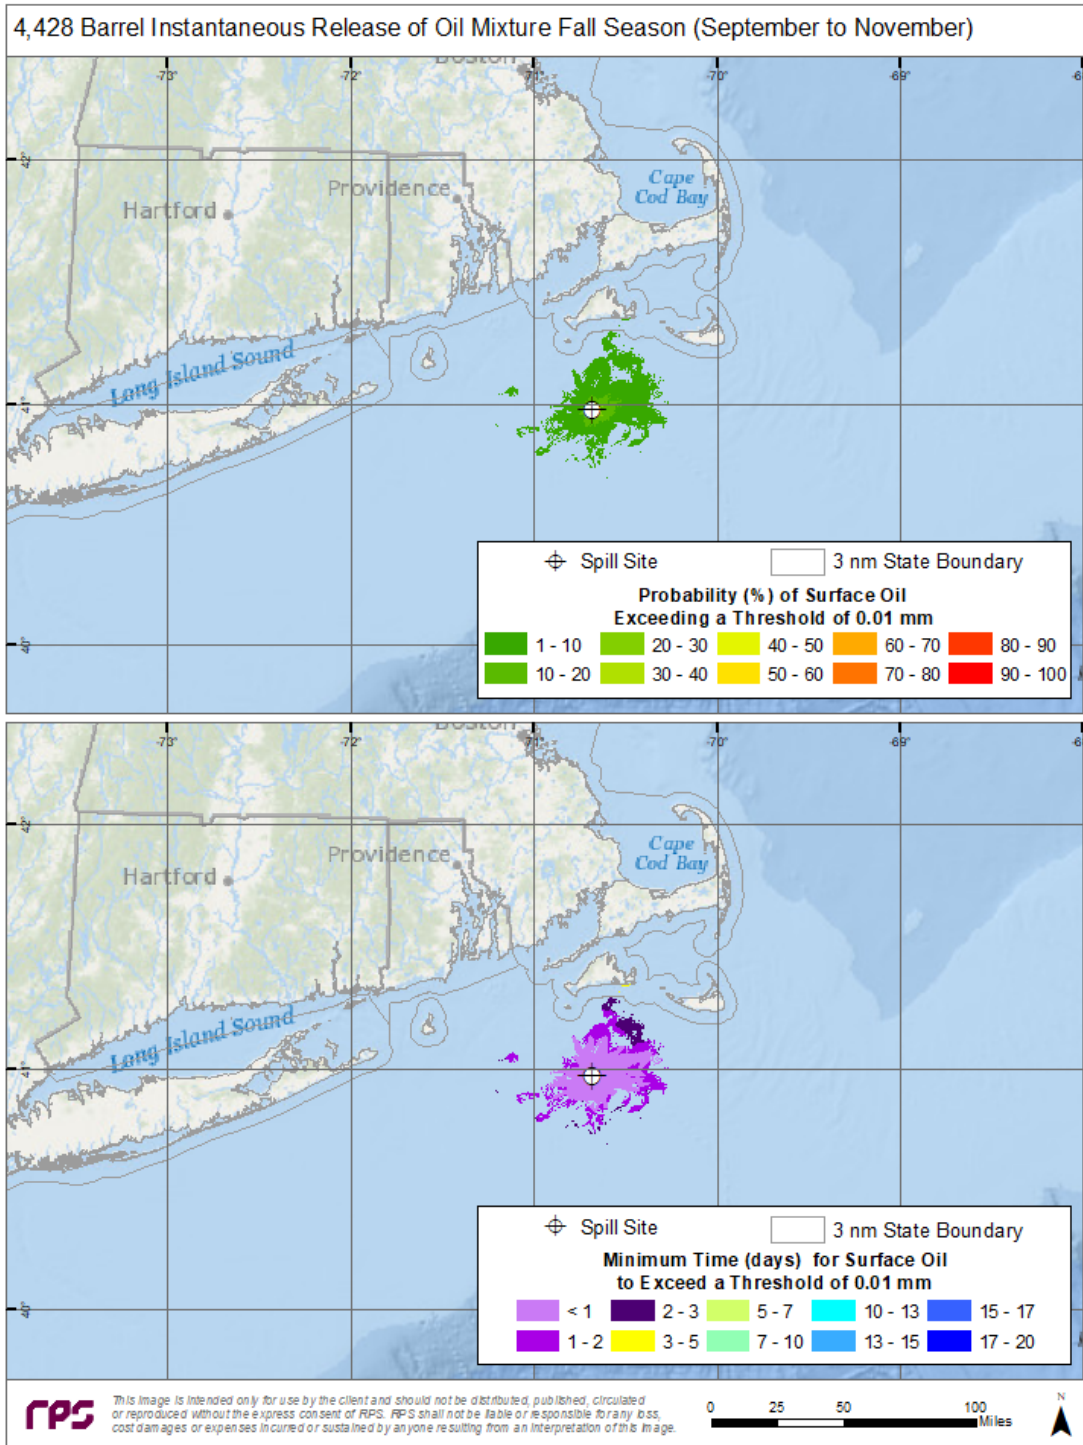 4,428 Barrel Instantaneous Release of Oil Mixture Fall Season (September to November)
Boston
-73° -72° -71° -70° -69°
42°
Cape
Cod Bay
Providence
Hartford
Long Island Sound
41°
Spill Site 3 nm State Boundary
Probability (%) of Surface Oil
Exceeding a Threshold of 0.01 mm
1 - 10 20 - 30 40 - 50 60 - 70 80 - 90
10 - 20 30 - 40 50 - 60 70 - 80 90 - 100
40°
Boston
-73° -72° -71° -70° -69°
42°
Cape
Cod Bay
Providence
Hartford
Long Island Sound
41°
Spill Site 3 nm State Boundary
Minimum Time (days) for Surface Oil
to Exceed a Threshold of 0.01 mm
< 1 2 - 3 5 - 7 10 - 13 15 - 17
1 - 2 3 - 5 7 - 10 13 - 15 17 - 20
40°
rps
This image is intended only for use by the client and should not be distributed, published, circulated
or reproduced without the express consent of RPS. RPS shall not be liable or responsible for any loss,
cost damages or expenses incurred or sustained by anyone resulting from an interpretation of this image.
0 25 50 100
Miles
N